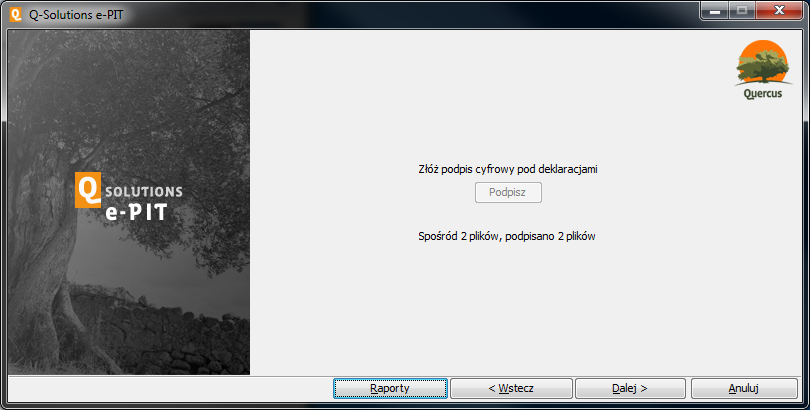 Q-Solutions e-PIT
Quercus
Q SOLUTIONS
e-PIT
Złóż podpis cyfrowy pod deklaracjami
Podpisz
Spośród 2 plików, podpisano 2 plików
Raporty
< Wstecz
Dalej >
Anuluj